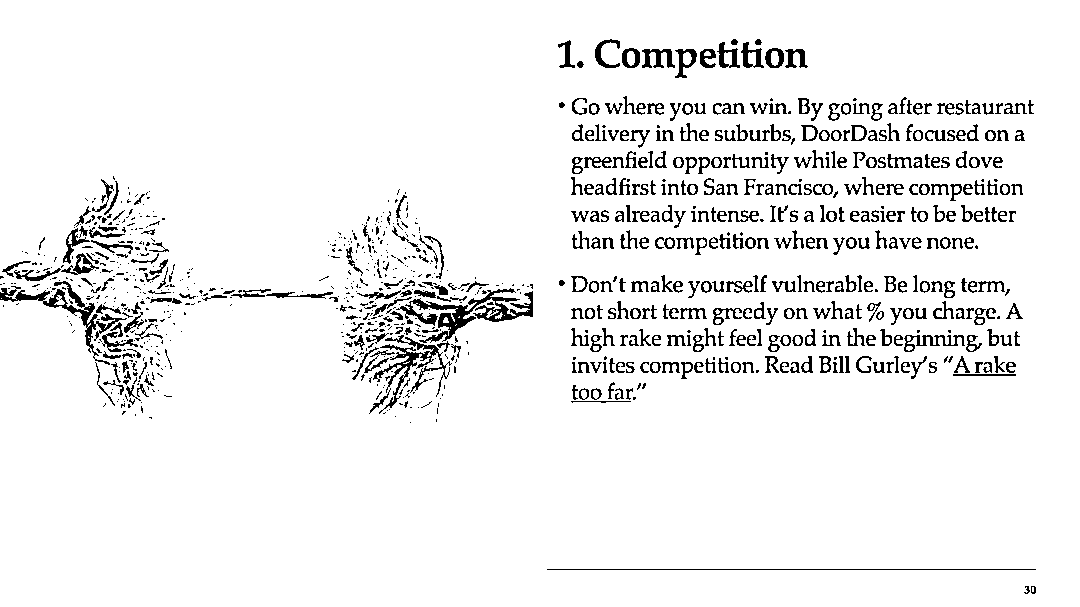 1. Competition
• Go where you can win. By going after restaurant
delivery in the suburbs, DoorDash focused on a
greenfield opportunity while Postmates dove
headfirst into San Francisco, where competition
was already intense. It's a lot easier to be better
than the competition when you have none.
• Don't make yourself vulnerable. Be long term,
not short term greedy on what % you charge. A
high rake might feel good in the beginning, but
invites competition. Read Bill Gurley's “A rake
too far.”
30